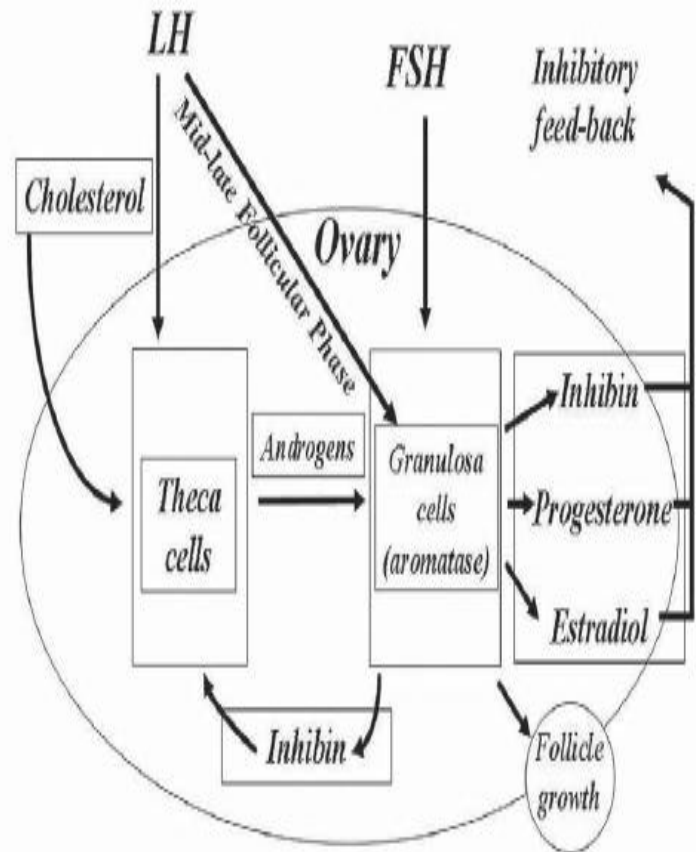 LH
FSH
Inhibitory
feed-back
Cholesterol
Mid-late Follicular Phase
Ovary
Androgens
Theca
cells
Granulosa
cells
(aromatase)
Inhibin
Progesterone
Estradiol
Inhibin
Follicle
growth